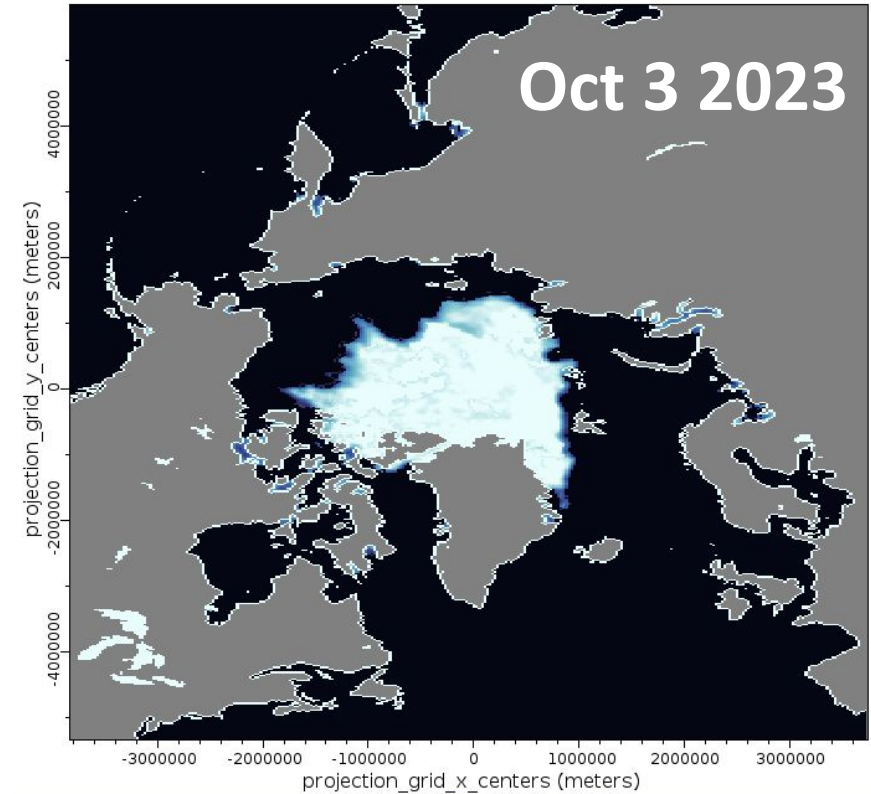 Oct 3 2023
projection_grid_y_centers (meters)
4000000
2000000
0
-2000000
-4000000
-3000000 -2000000 -1000000 0 1000000 2000000 3000000
projection_grid_x_centers (meters)